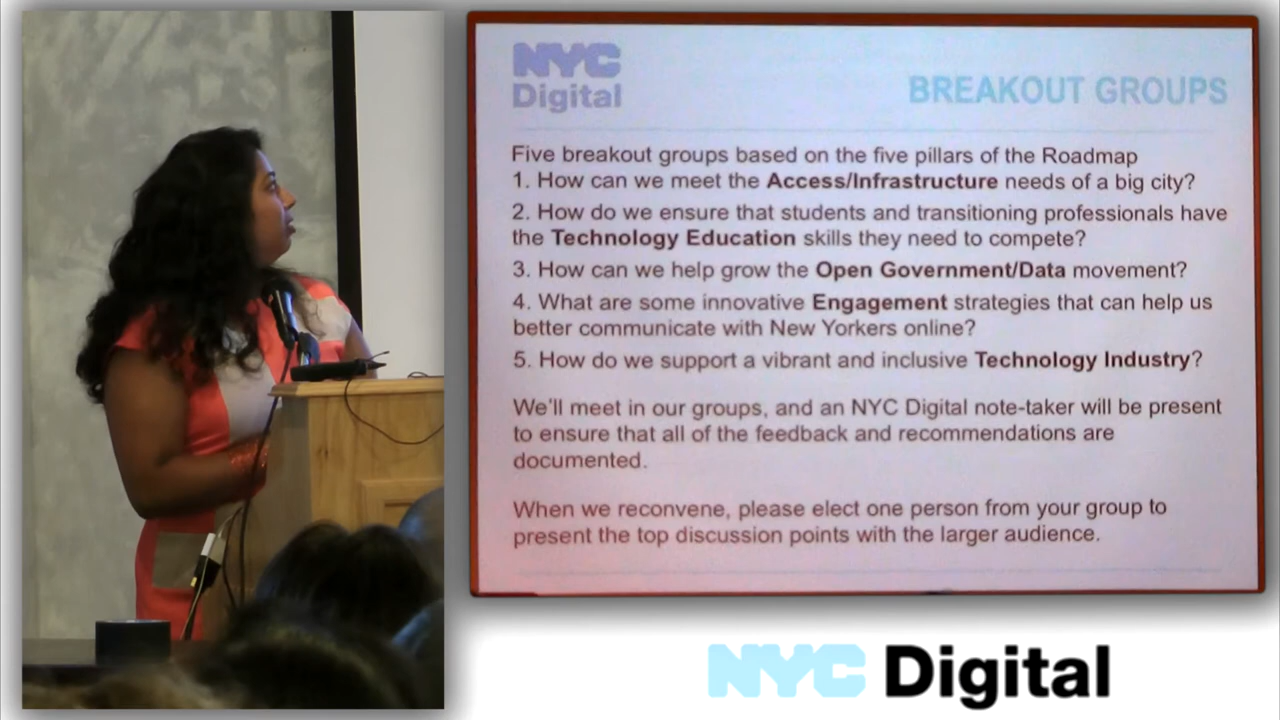 NYC
Digital
BREAKOUT GROUPS
Five breakout groups based on the five pillars of the Roadmap
1. How can we meet the Access/Infrastructure needs of a big city?
2. How do we ensure that students and transitioning professionals have
the Technology Education skills they need to compete?
3. How can we help grow the Open Government/Data movement?
4. What are some innovative Engagement strategies that can help us
better communicate with New Yorkers online?
5. How do we support a vibrant and inclusive Technology Industry?
We'll meet in our groups, and an NYC Digital note-taker will be present
to ensure that all of the feedback and recommendations are
documented.
When we reconvene, please elect one person from your group to
present the top discussion points with the larger audience.
NYC Digital